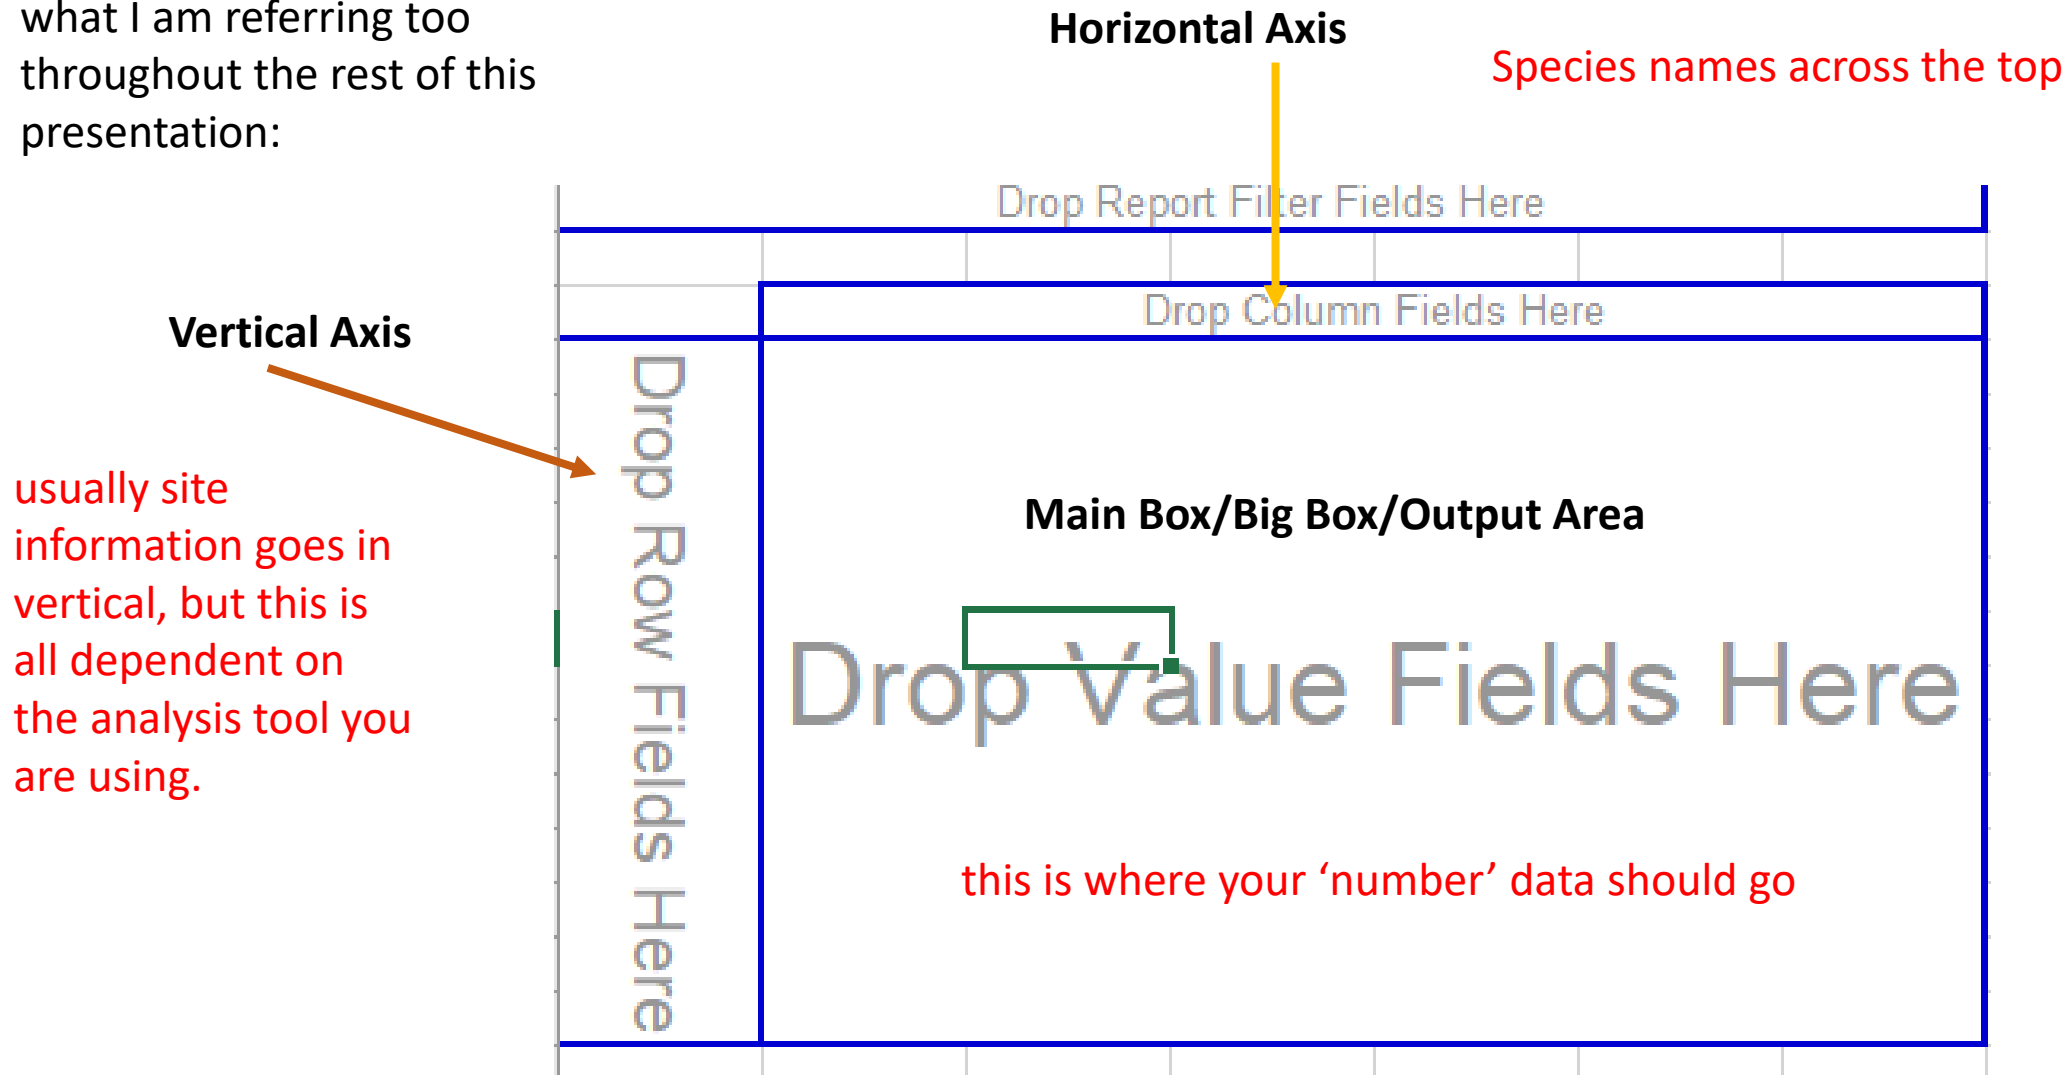 what I am referring too
throughout the rest of this
presentation:
Horizontal Axis
Species names across the top
Drop Report Filter Fields Here
Drop Column Fields Here
Vertical Axis
Drop Row Fields Here
usually site
information goes in
vertical, but this is
all dependent on
the analysis tool you
are using.
Main Box/Big Box/Output Area
Drop Value Fields Here
this is where your ‘number’ data should go